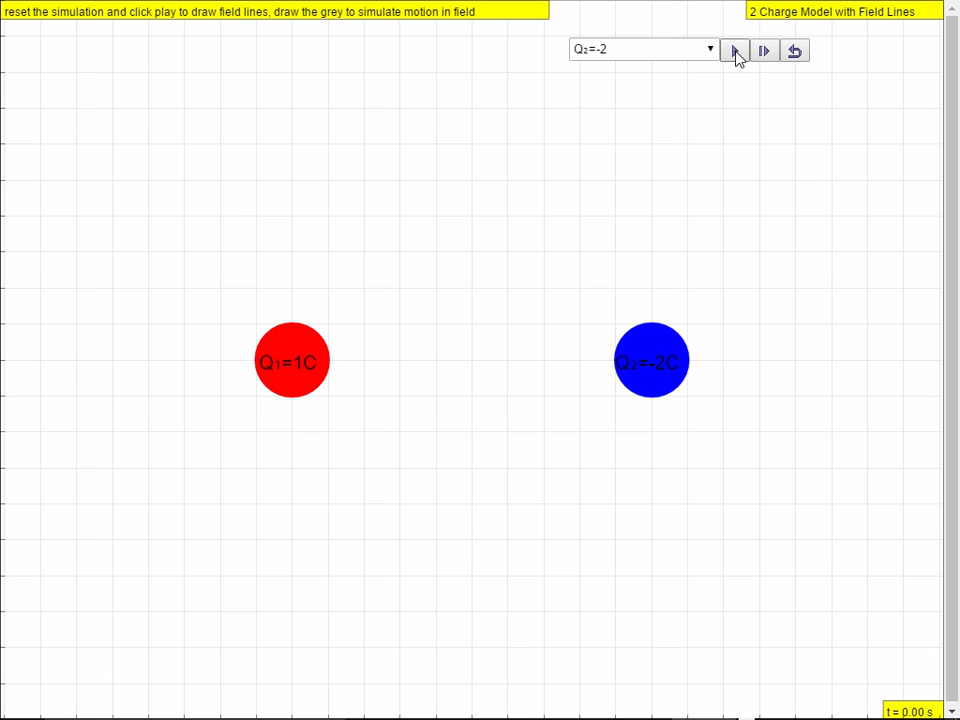 reset the simulation and click play to draw field lines, draw the grey to simulate motion in field
2 Charge Model with Field Lines
Q₂=-2
Q₁=1C
Q₂=-2C
t = 0.00 s